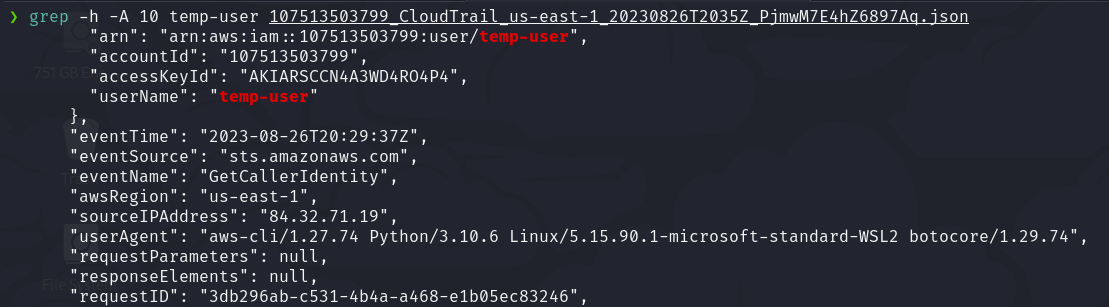 ❯ grep -h -A 10 temp-user 107513503799_CloudTrail_us-east-1_20230826T2035Z_PjmwM7E4hZ6897Aq.json
"arn": "arn:aws:iam::107513503799:user/temp-user",
"accountId": "107513503799",
"accessKeyId": "AKIARSCCN4A3WD4RO4P4",
"userName": "temp-user"
},
"eventTime": "2023-08-26T20:29:37Z",
"eventSource": "sts.amazonaws.com",
"eventName": "GetCallerIdentity",
"awsRegion": "us-east-1",
"sourceIPAddress": "84.32.71.19",
"userAgent": "aws-cli/1.27.74 Python/3.10.6 Linux/5.15.90.1-microsoft-standard-WSL2 botocore/1.29.74",
"requestParameters": null,
"responseElements": null,
"requestID": "3db296ab-c531-4b4a-a468-e1b05ec83246",